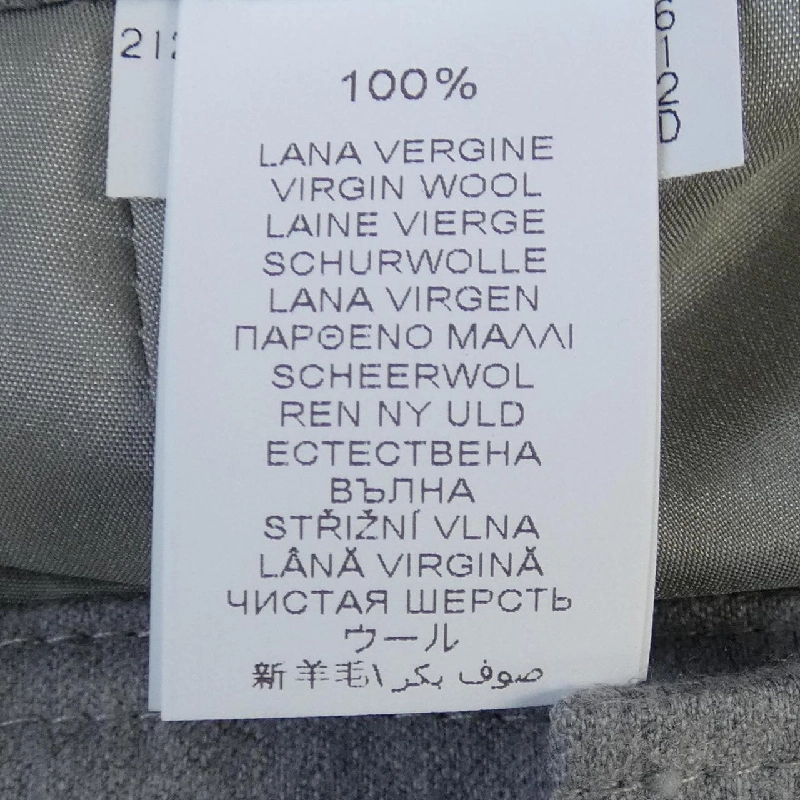 100%
LANA VERGINE
VIRGIN WOOL
LAINE VIERGE
SCHURWOLLE
LANA VIRGEN
ΠΑΡΘΕΝΟ ΜΑΛΛΙ
SCHEERWOL
REN NY ULD
ЕСТЕСТВЕНА
ВЪЛНА
STŘIŽNÍ VLNA
LÂNĂ VIRGINĂ
ЧИСТАЯ ШЕРСТЬ
ウール
新羊毛\ صوف بكر